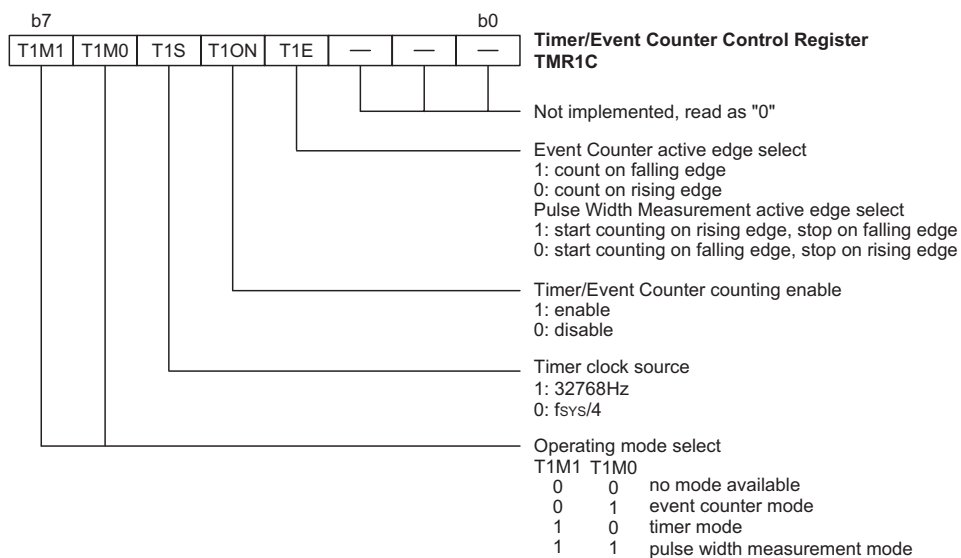 b7 b0
T1M1 T1M0 T1S T1ON T1E — — —
Timer/Event Counter Control Register
TMR1C
Not implemented, read as "0"
Event Counter active edge select
1: count on falling edge
0: count on rising edge
Pulse Width Measurement active edge select
1: start counting on rising edge, stop on falling edge
0: start counting on falling edge, stop on rising edge
Timer/Event Counter counting enable
1: enable
0: disable
Timer clock source
1: 32768Hz
0: fSYS/4
Operating mode select
T1M1 T1M0
0 0 no mode available
0 1 event counter mode
1 0 timer mode
1 1 pulse width measurement mode